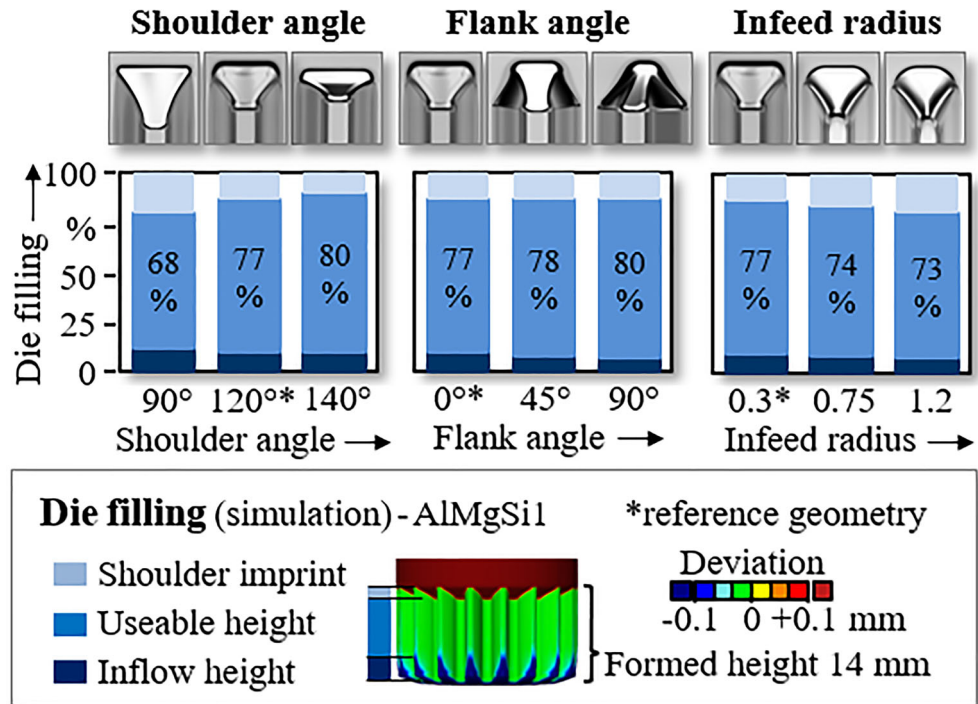 Shoulder angle Flank angle Infeed radius
Die filling
100
%
50
25
0
68 %
77 %
80 %
77 %
78 %
80 %
77 %
74 %
73 %
90° 120°* 140°
Shoulder angle
0°* 45° 90°
Flank angle
0.3* 0.75 1.2
Infeed radius
Die filling (simulation) - AlMgSi1
*reference geometry
Shoulder imprint
Useable height
Inflow height
Deviation
-0.1 0 +0.1 mm
Formed height 14 mm